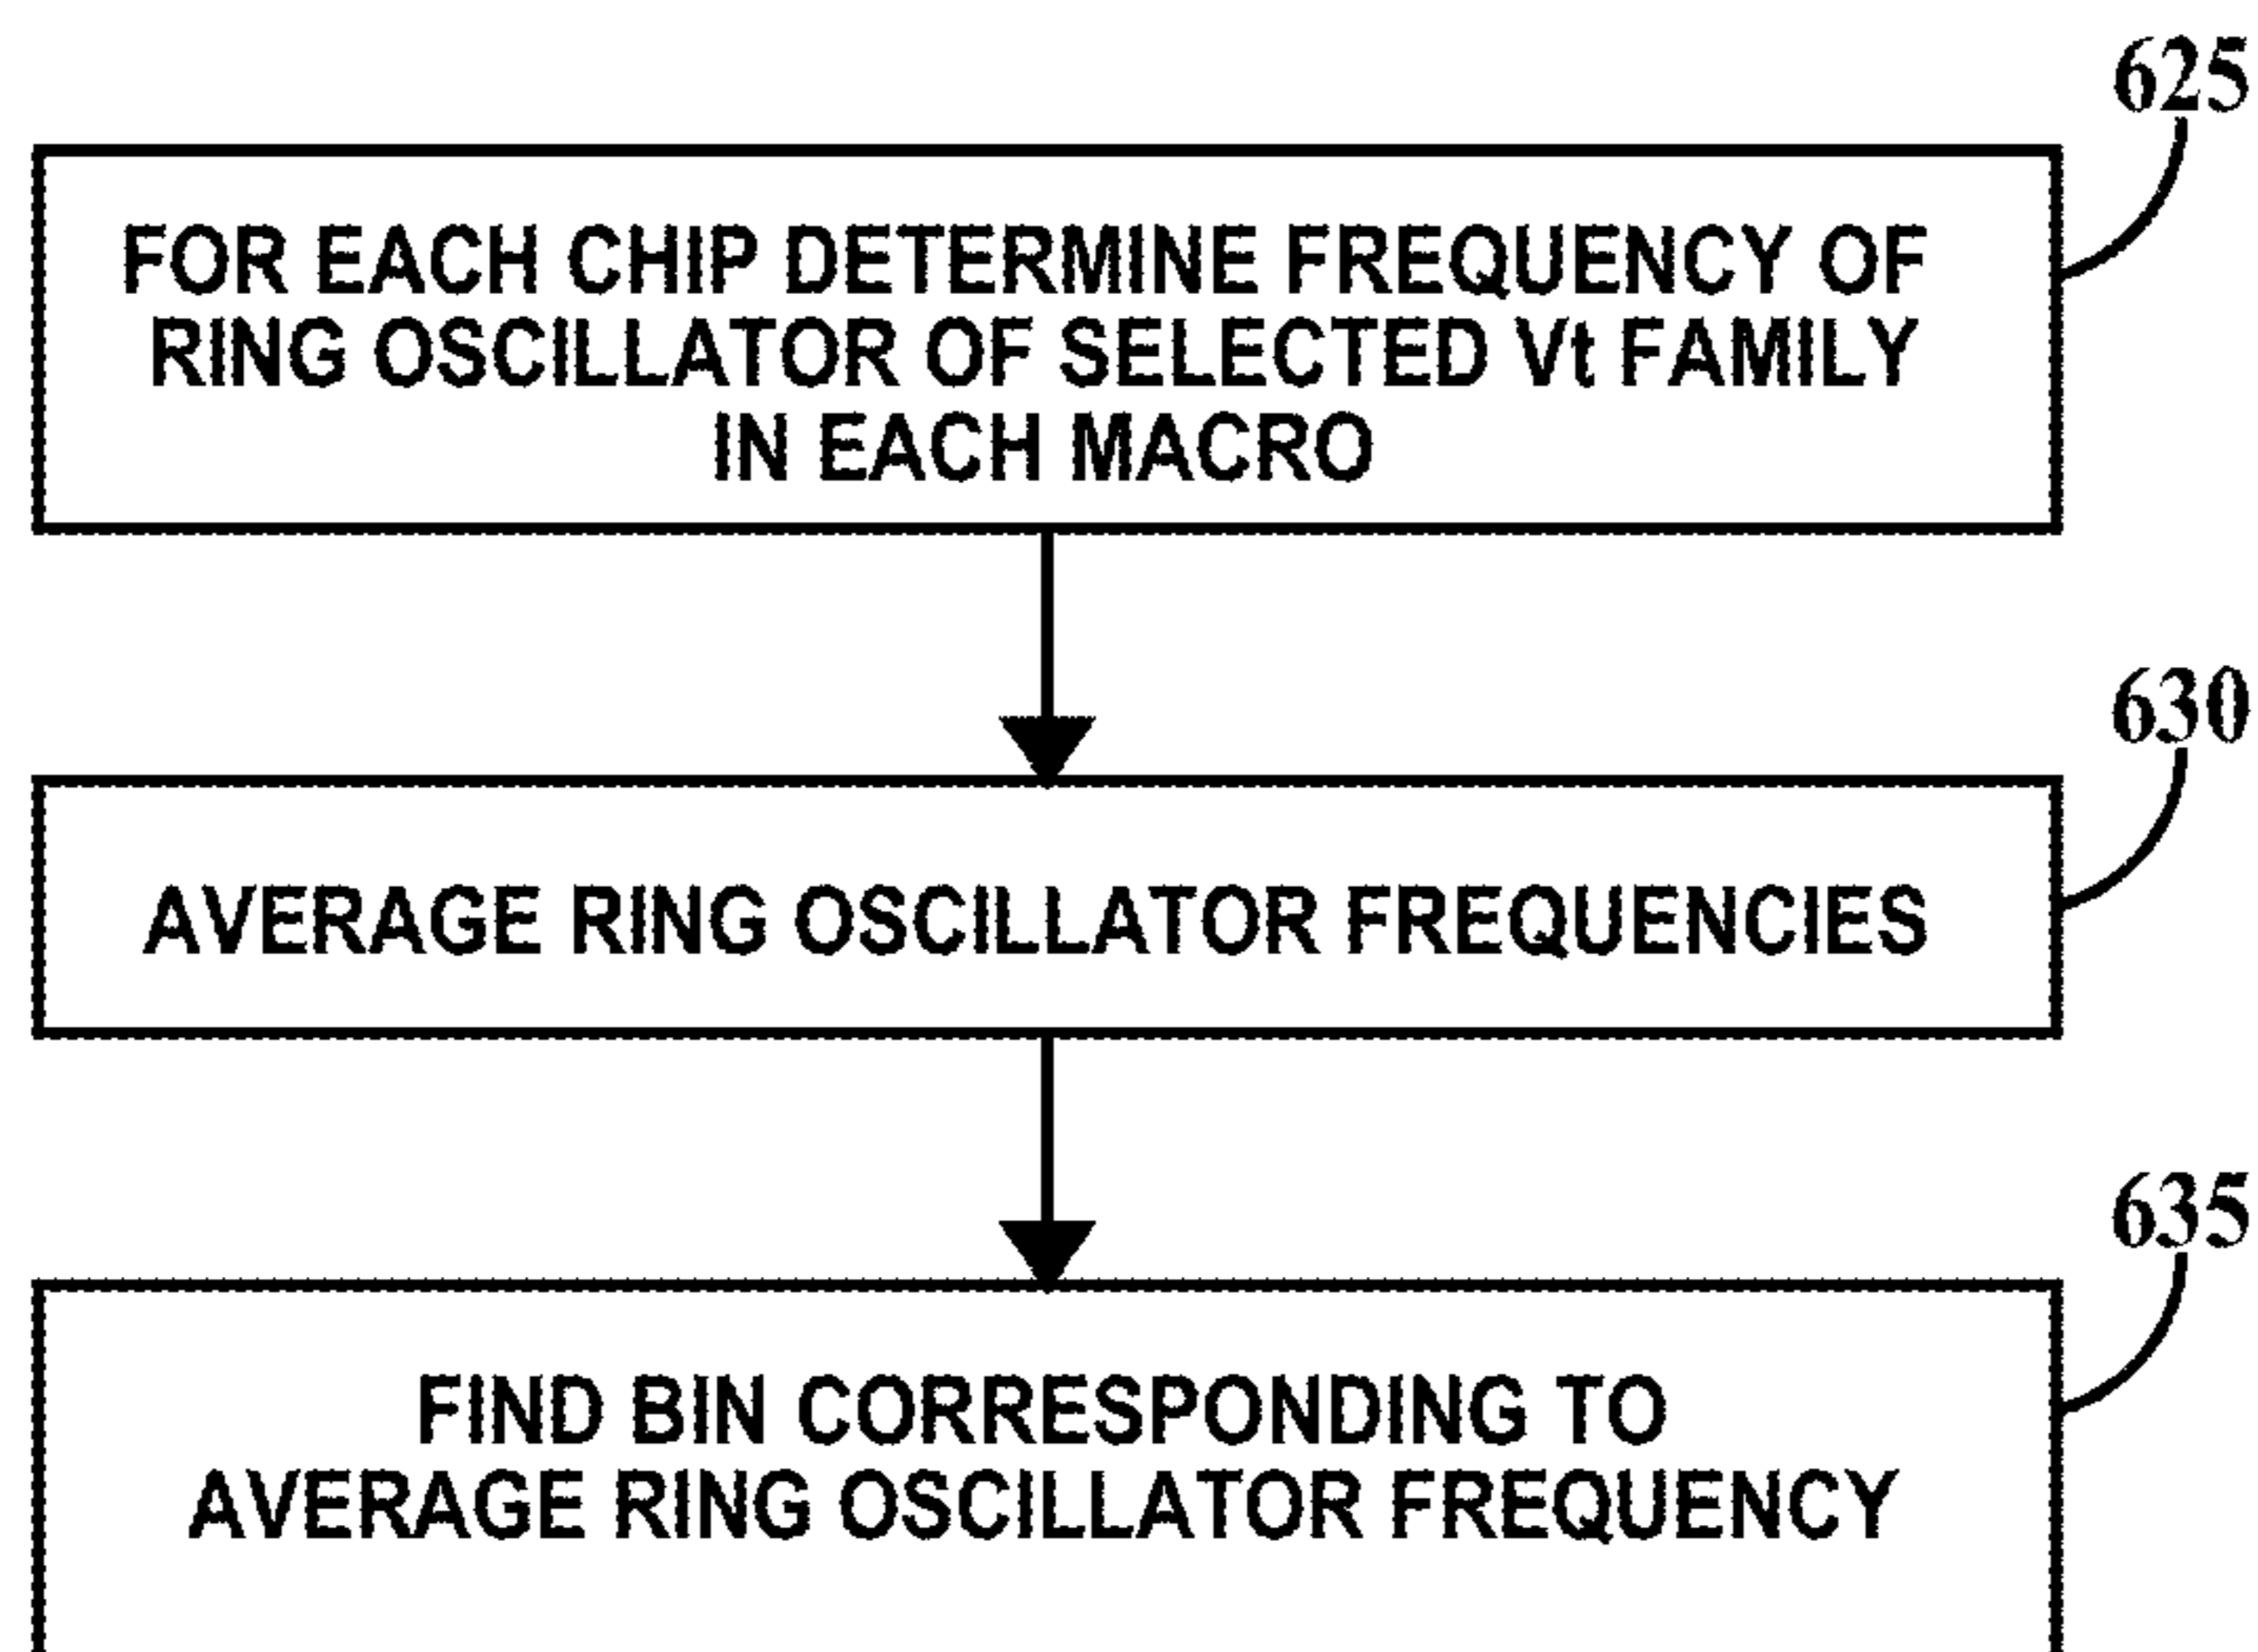 625
FOR EACH CHIP DETERMINE FREQUENCY OF
RING OSCILLATOR OF SELECTED Vt FAMILY
IN EACH MACRO
630
AVERAGE RING OSCILLATOR FREQUENCIES
635
FIND BIN CORRESPONDING TO
AVERAGE RING OSCILLATOR FREQUENCY